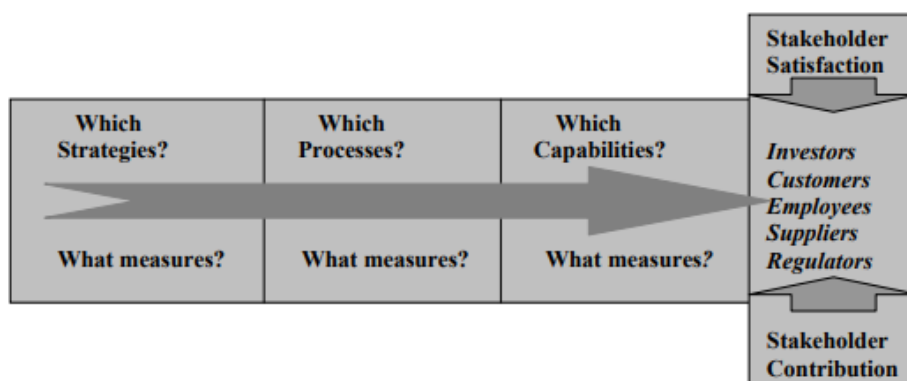 Stakeholder
Satisfaction
Which
Strategies?
Which
Processes?
Which
Capabilities?
Investors
Customers
Employees
Suppliers
Regulators
What measures?
What measures?
What measures?
Stakeholder
Contribution